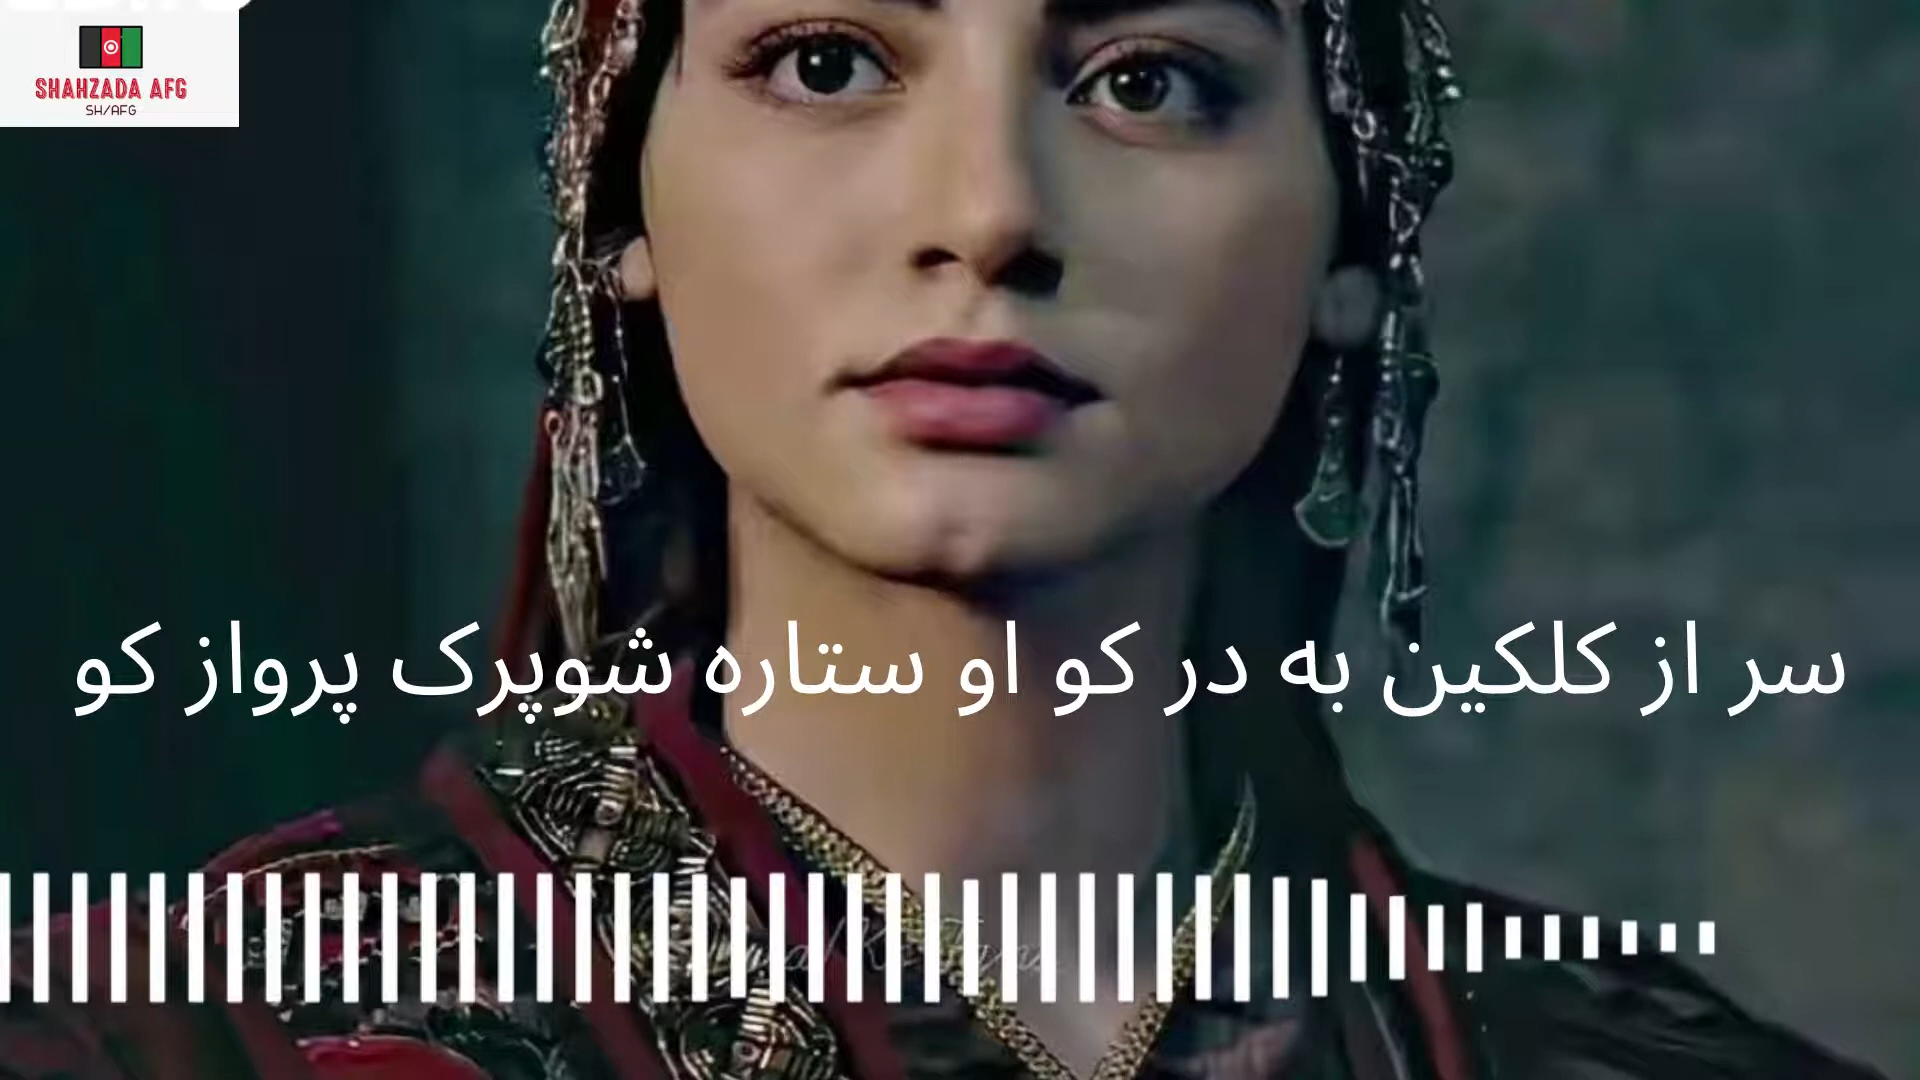 SHAHZADA AFG
SH/AFG
سر از کلکین به در کو او ستاره شوپرک پرواز کو